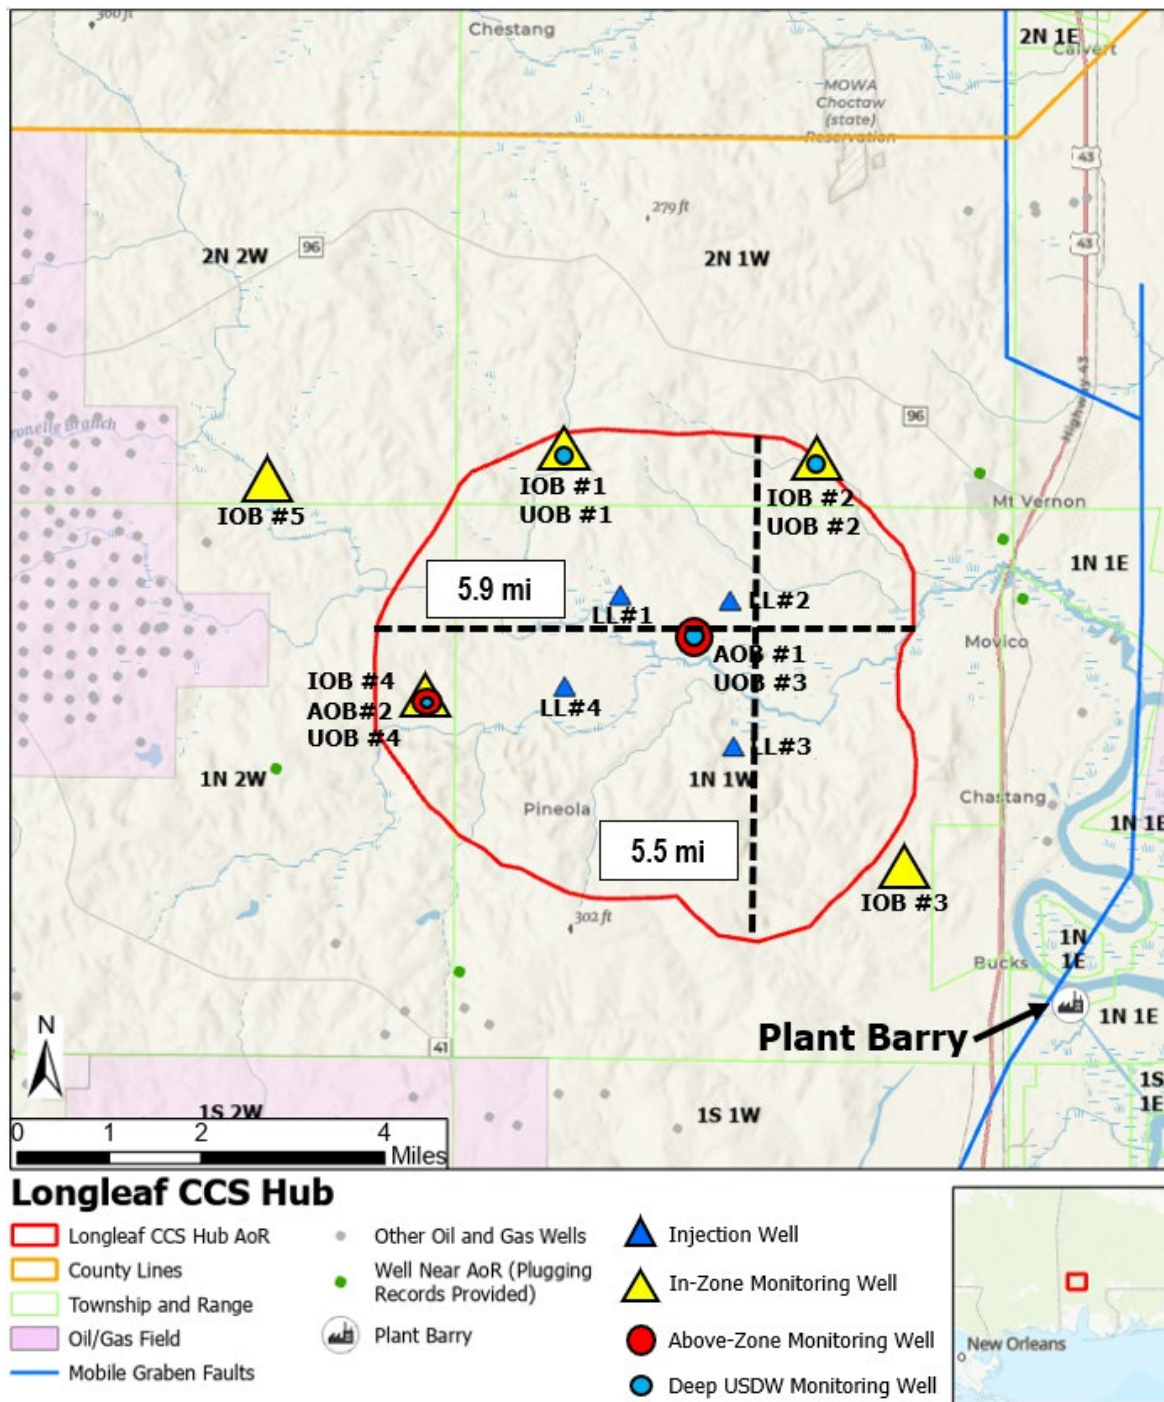 360 ft
Chestang
2N 1E
Calvert
MOWA
Choctaw
(state)
Reservation
43
279 ft
43
2N 2W
96
2N 1W
Highway 43
96
Branch
IOB #5
IOB #1
UOB #1
IOB #2
UOB #2
Mt Vernon
1N 1E
5.9 mi
LL#1
LL#2
Movico
AOB #1
UOB #3
IOB #4
AOB#2
UOB #4
LL#4
LL#3
1N 2W
1N 1W
Pineola
Chastang
1N 1E
5.5 mi
IOB #3
302 ft
1N
1E
Bucks
Plant Barry
1N 1E
N
41
1S
1E
1S 2W
1S 1W
0 1 2 4
Miles
Longleaf CCS Hub
Longleaf CCS Hub AoR
County Lines
Township and Range
Oil/Gas Field
Mobile Graben Faults
Other Oil and Gas Wells
Well Near AoR (Plugging
Records Provided)
Plant Barry
Injection Well
In-Zone Monitoring Well
Above-Zone Monitoring Well
Deep USDW Monitoring Well
New Orleans